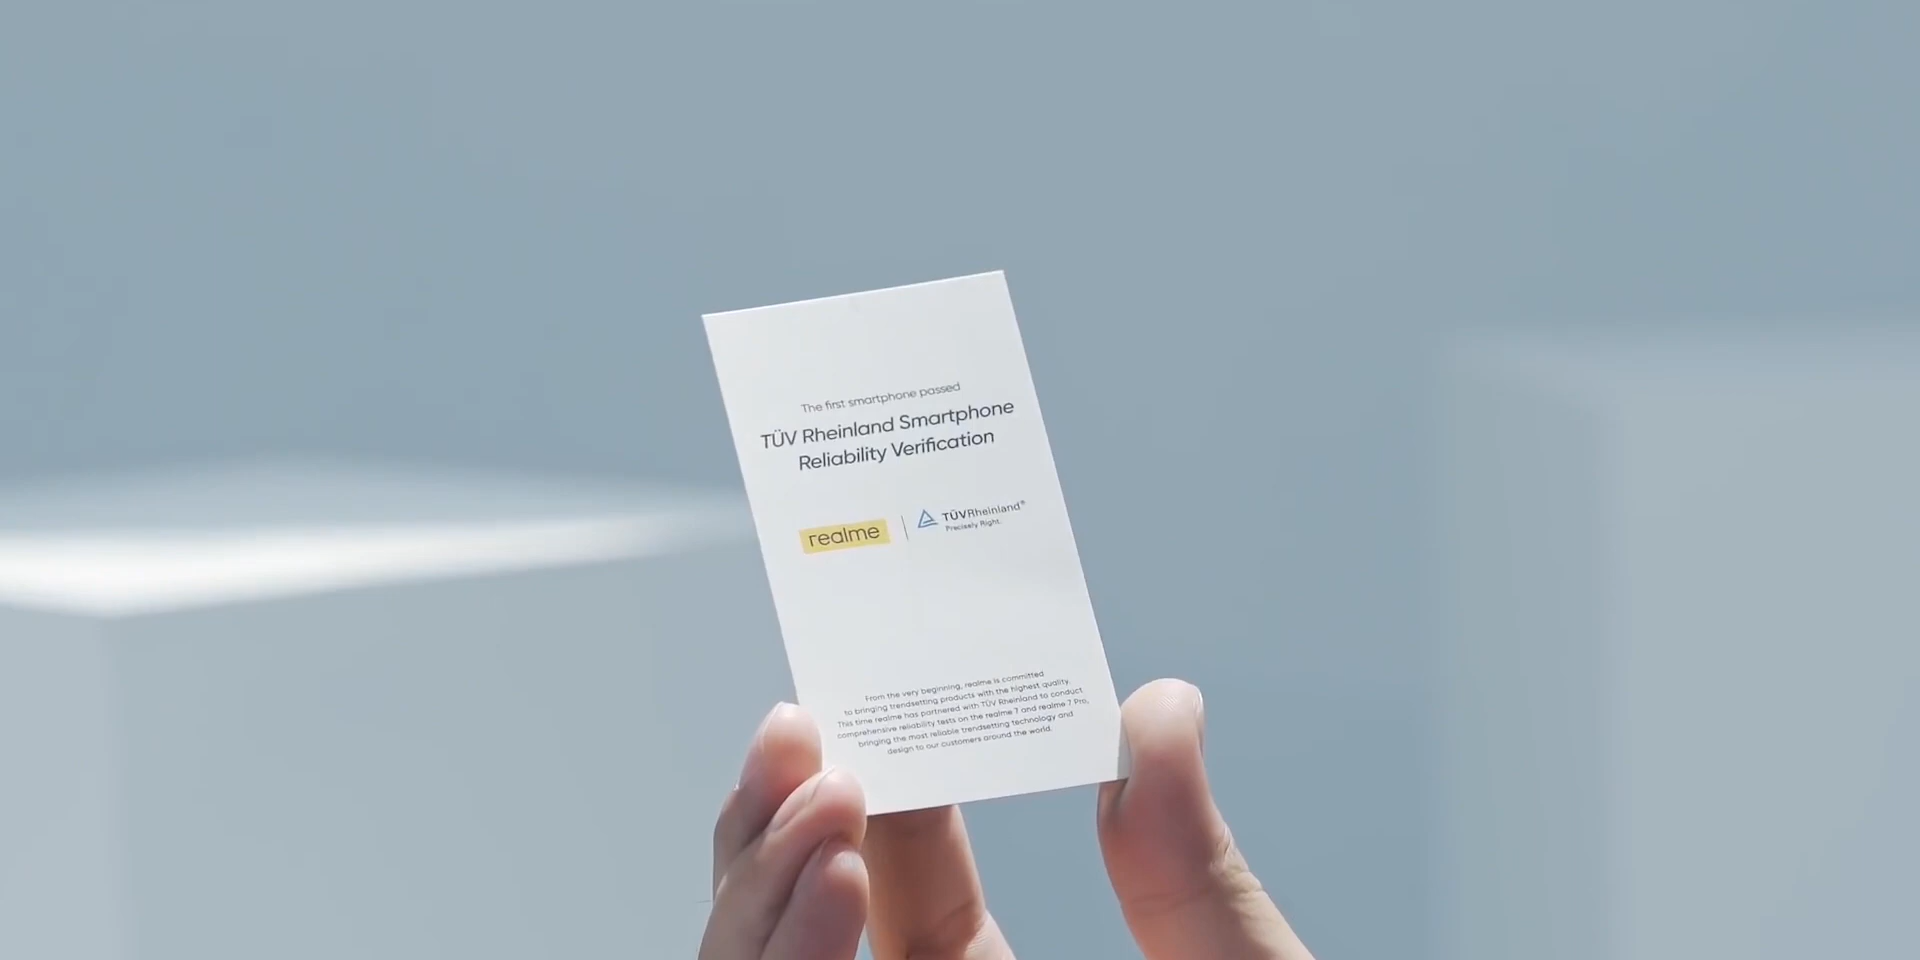 The first smartphone passed
TÜV Rheinland Smartphone
Reliability Verification
realme
TÜVRheinland®
Precisely Right.
From the very beginning, realme is committed
to bringing trendsetting products with the highest quality.
This time realme has partnered with TÜV Rheinland to conduct
comprehensive reliability tests on the realme 7 and realme 7 Pro,
bringing the most reliable trendsetting technology and
design to our customers around the world.